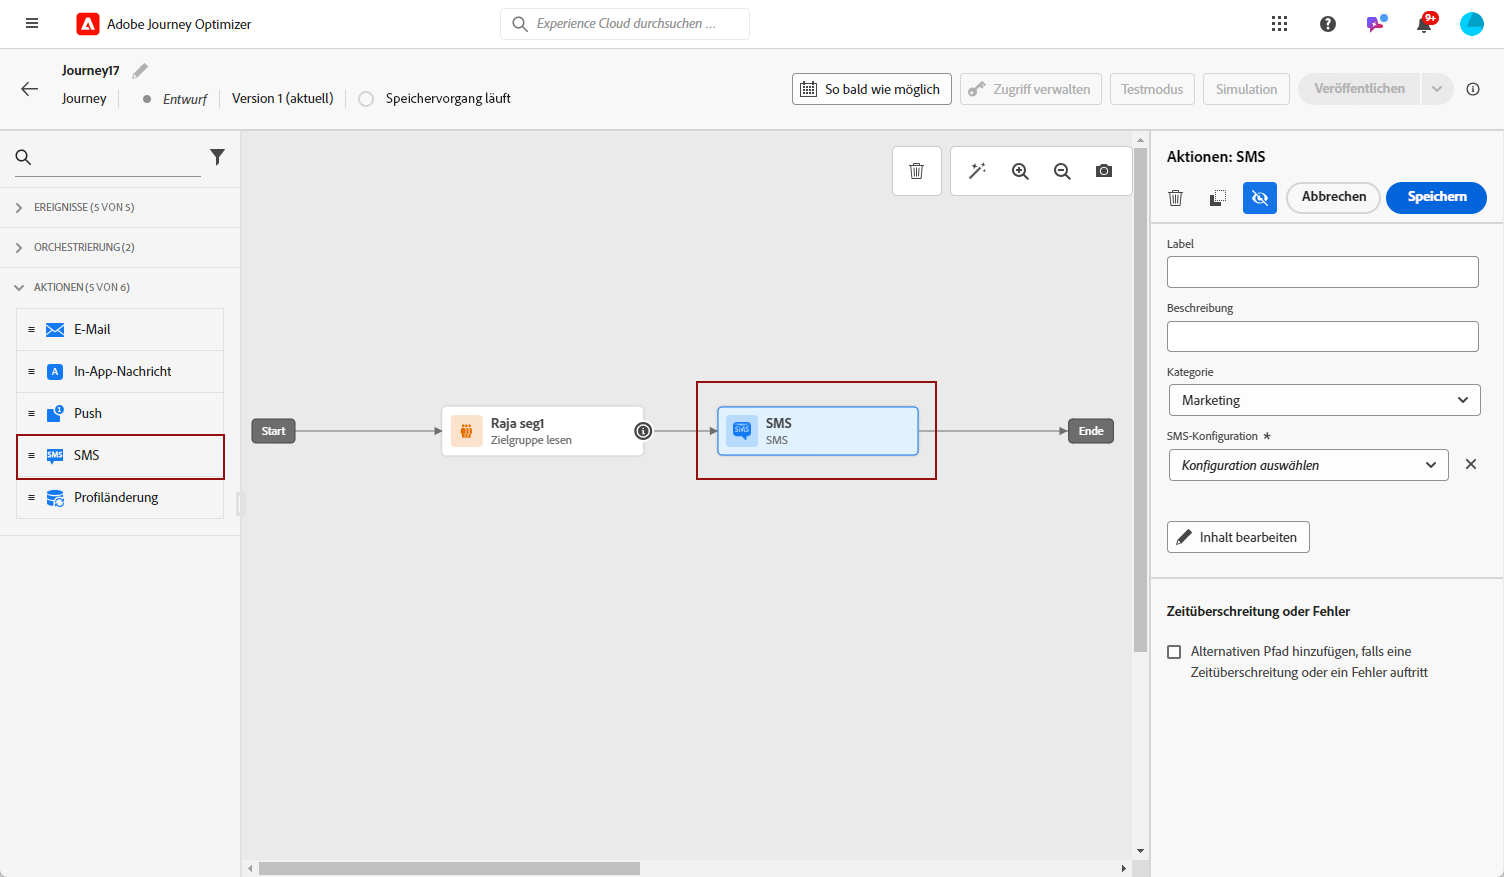 Adobe Journey Optimizer
Experience Cloud durchsuchen ...
9+
Journey17
Journey
Entwurf
Version 1 (aktuell)
Speichervorgang läuft
So bald wie möglich
Zugriff verwalten
Testmodus
Simulation
Veröffentlichen
EREIGNISSE (5 VON 5)
ORCHESTRIERUNG (2)
AKTIONEN (5 VON 6)
E-Mail
A
In-App-Nachricht
1
Push
SMS
SMS
Profiländerung
Start
Raja seg1
Zielgruppe lesen
SMS
SMS
SMS
Ende
Aktionen: SMS
Abbrechen
Speichern
Label
Beschreibung
Kategorie
Marketing
SMS-Konfiguration *
Konfiguration auswählen
Inhalt bearbeiten
Zeitüberschreitung oder Fehler
Alternativen Pfad hinzufügen, falls eine
Zeitüberschreitung oder ein Fehler auftritt